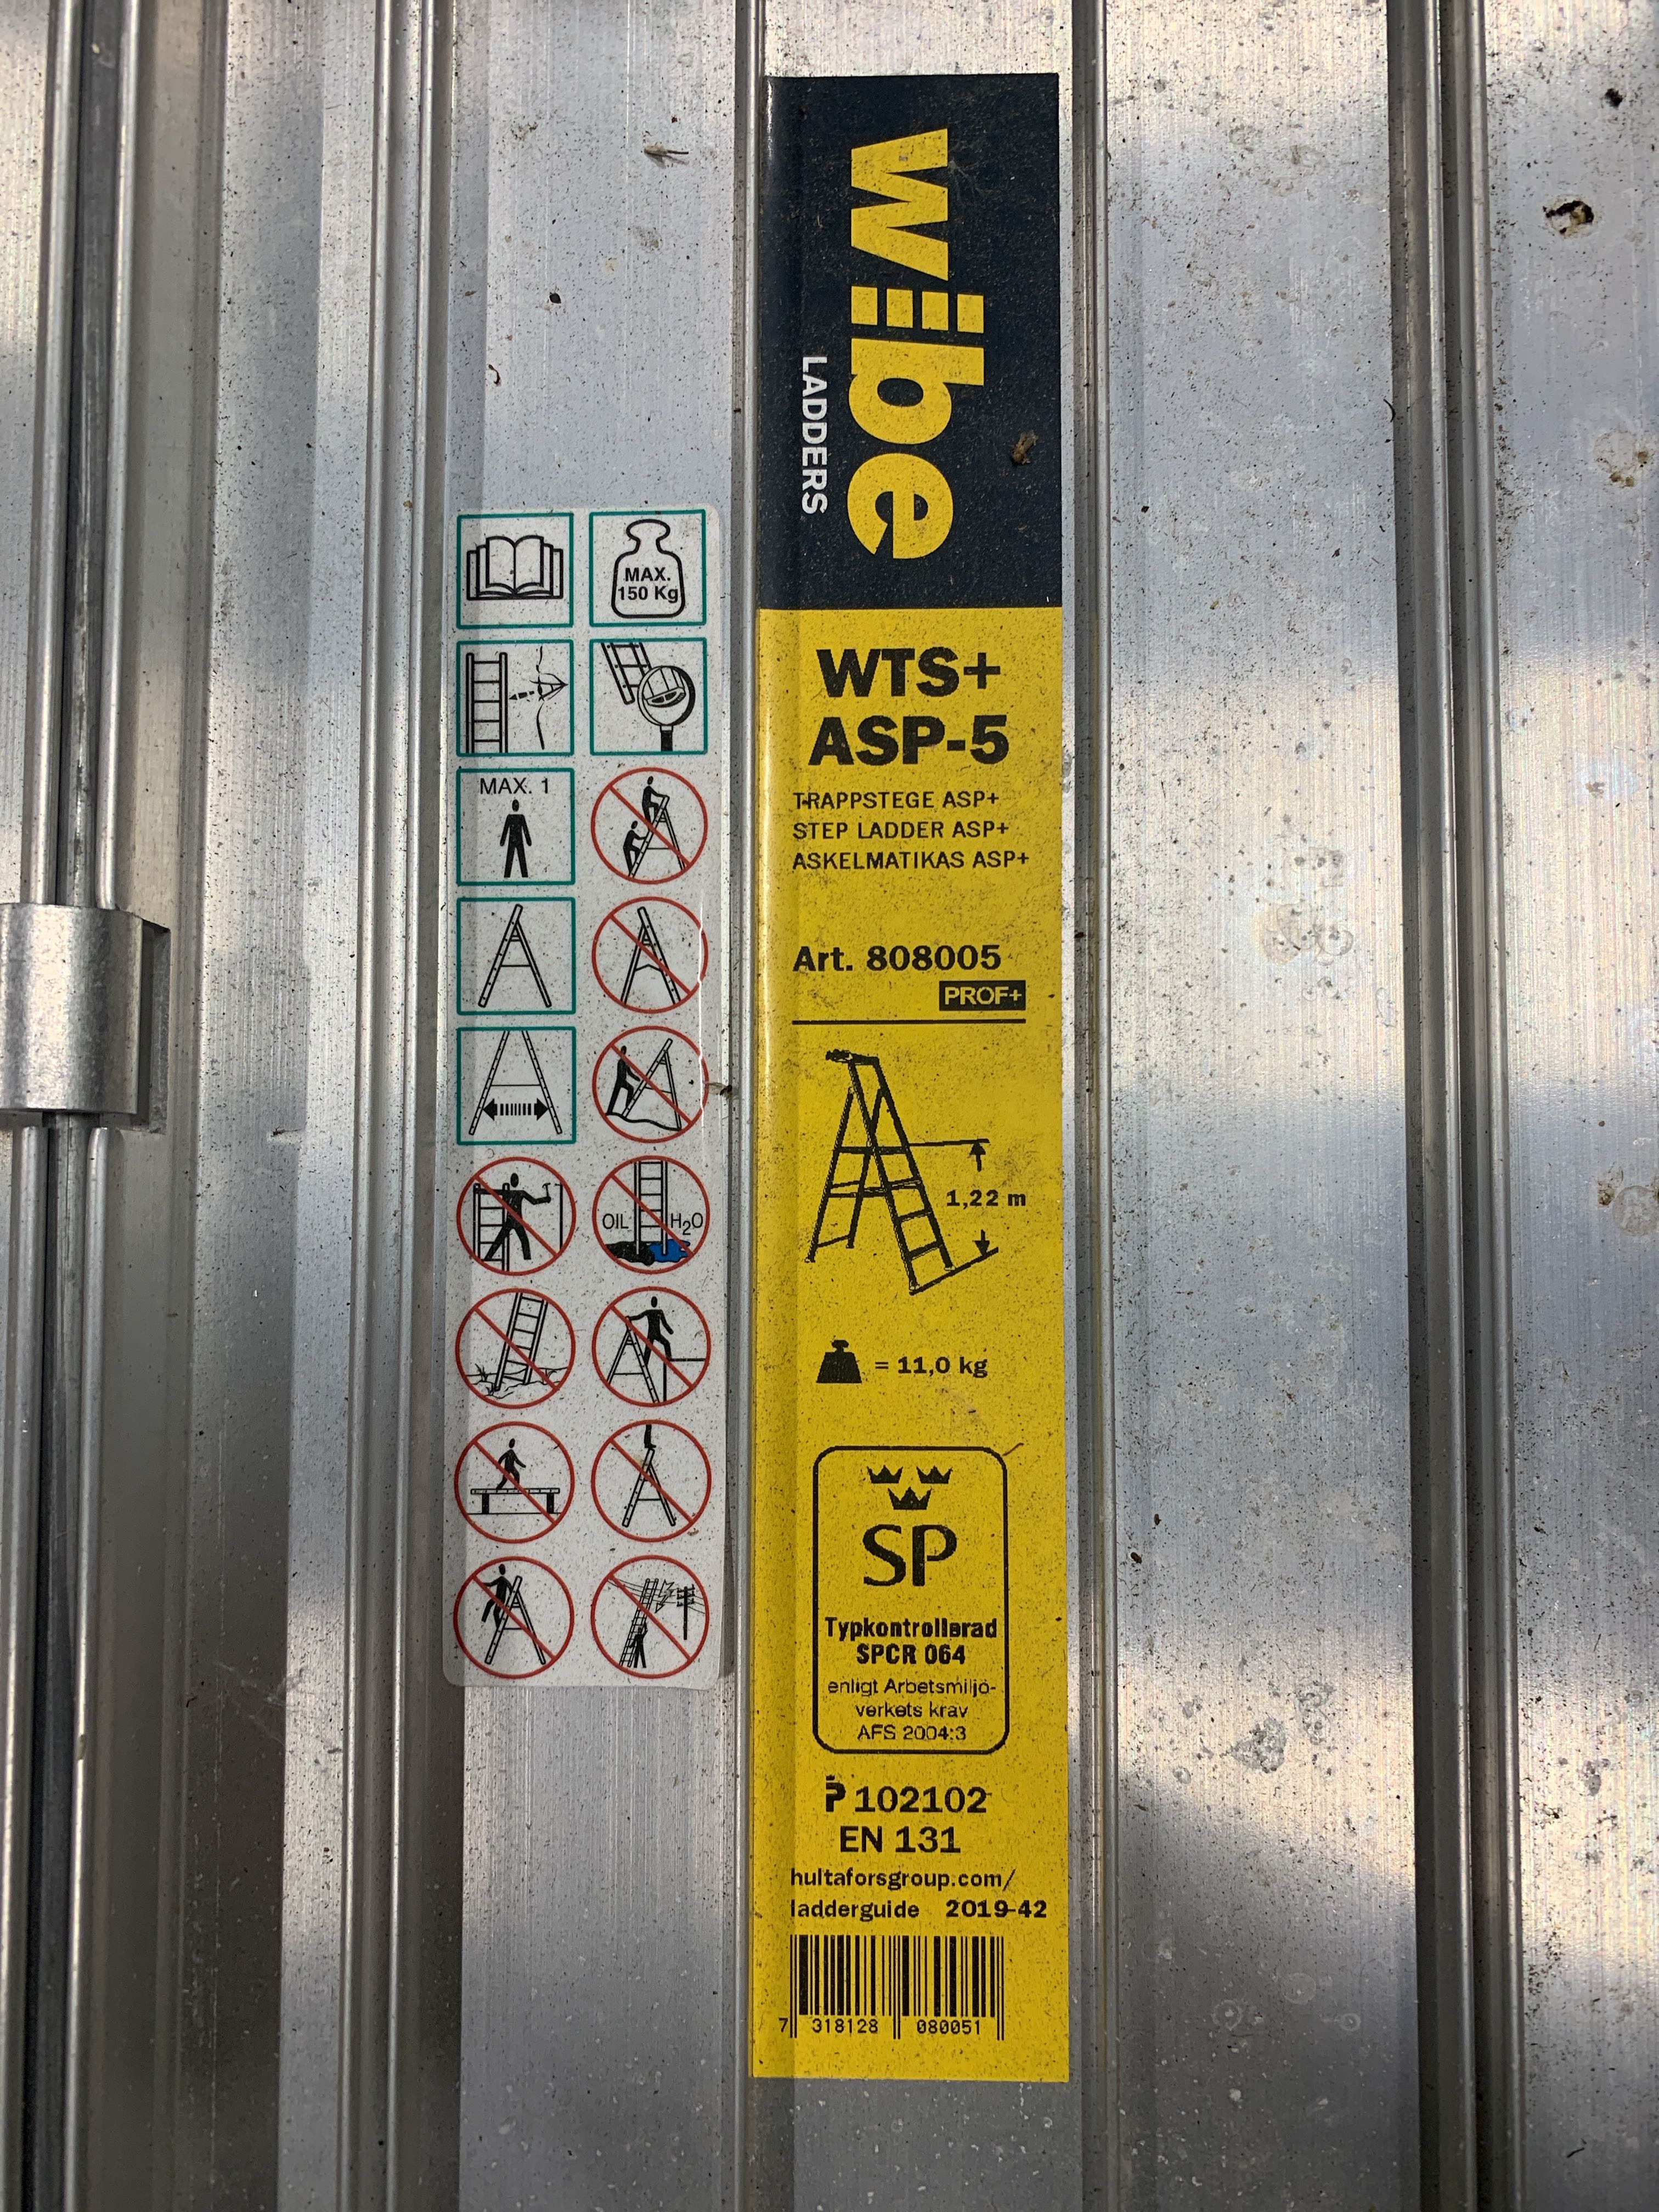 wibe
LADDERS
MAX.
150 Kg
MAX. 1
OIL
H₂O
WTS+
ASP-5
TRAPPSTEGE ASP+
STEP LADDER ASP+
ASKELMATIKAS ASP+
Art. 808005
PROF+
1,22 m
= 11,0 kg
SP
Typkontrollerad
SPCR 064
enligt Arbetsmiljö-
verkets krav
AFS 2004:3
P 102102
EN 131
hultaforsgroup.com/
ladderguide 2019-42
7 318128 080051